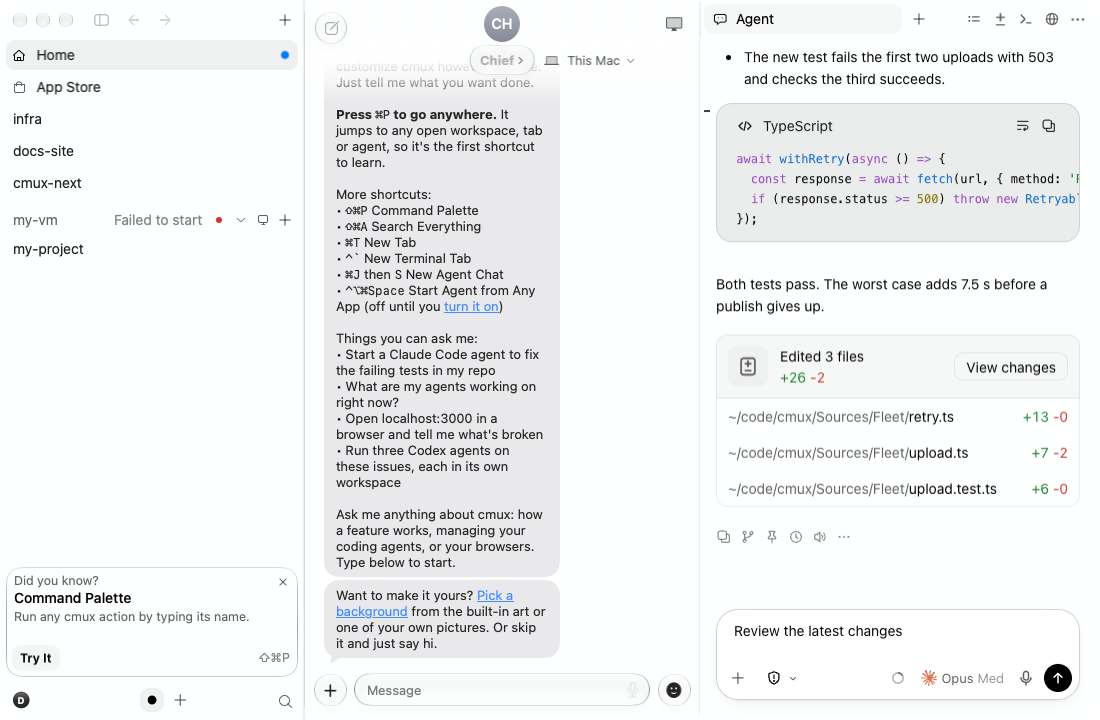 Home
App Store
infra
docs-site
cmux-next
my-vm Failed to start
my-project
Did you know?
Command Palette
Run any cmux action by typing its name.
Try It ⇧⌘P
D
CH
Chief › This Mac
Just tell me what you want done.
Press ⌘P to go anywhere. It
jumps to any open workspace, tab
or agent, so it's the first shortcut
to learn.
More shortcuts:
• ⇧⌘P Command Palette
• ⇧⌘A Search Everything
• ⌘T New Tab
• ⌃` New Terminal Tab
• ⌘J then S New Agent Chat
• ⌃⌥⌘Space Start Agent from Any
App (off until you turn it on)
Things you can ask me:
• Start a Claude Code agent to fix
the failing tests in my repo
• What are my agents working on
right now?
• Open localhost:3000 in a
browser and tell me what's broken
• Run three Codex agents on
these issues, each in its own
workspace
Ask me anything about cmux: how
a feature works, managing your
coding agents, or your browsers.
Type below to start.
Want to make it yours? Pick a
background from the built-in art or
one of your own pictures. Or skip
it and just say hi.
Message
Agent
• The new test fails the first two uploads with 503
and checks the third succeeds.
TypeScript
await withRetry(async () => {
const response = await fetch(url, { method: '
if (response.status >= 500) throw new Retryabl
});
Both tests pass. The worst case adds 7.5 s before a
publish gives up.
Edited 3 files
+26 -2
View changes
~/code/cmux/Sources/Fleet/retry.ts +13 -0
~/code/cmux/Sources/Fleet/upload.ts +7 -2
~/code/cmux/Sources/Fleet/upload.test.ts +6 -0
Review the latest changes
Opus Med